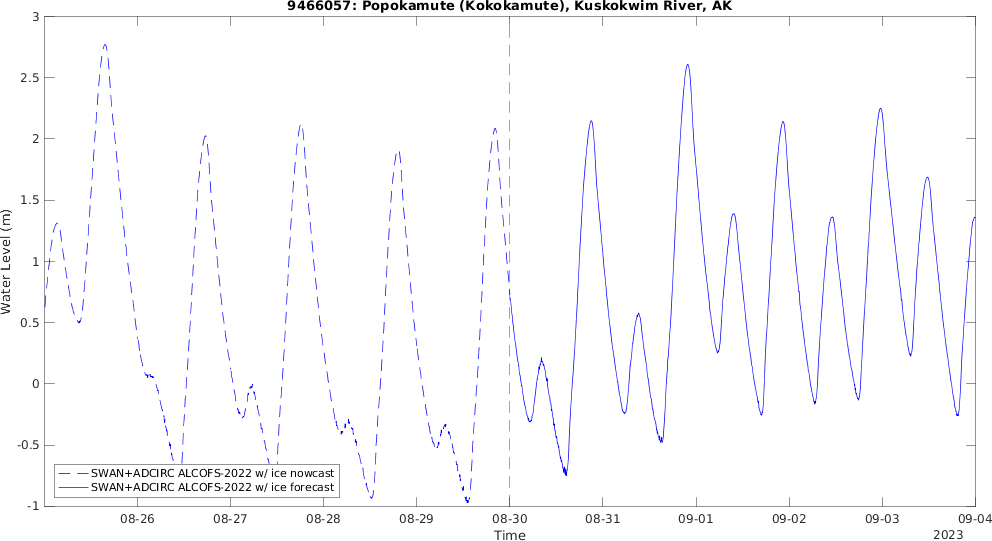 9466057: Popokamute (Kokokamute), Kuskokwim River, AK
3
2.5
2
1.5
1
0.5
0
-0.5
-1
Water Level (m)
SWAN+ADCIRC ALCOFS-2022 w/ ice nowcast
SWAN+ADCIRC ALCOFS-2022 w/ ice forecast
08-26 08-27 08-28 08-29 08-30 08-31 09-01 09-02 09-03 09-04
Time
2023